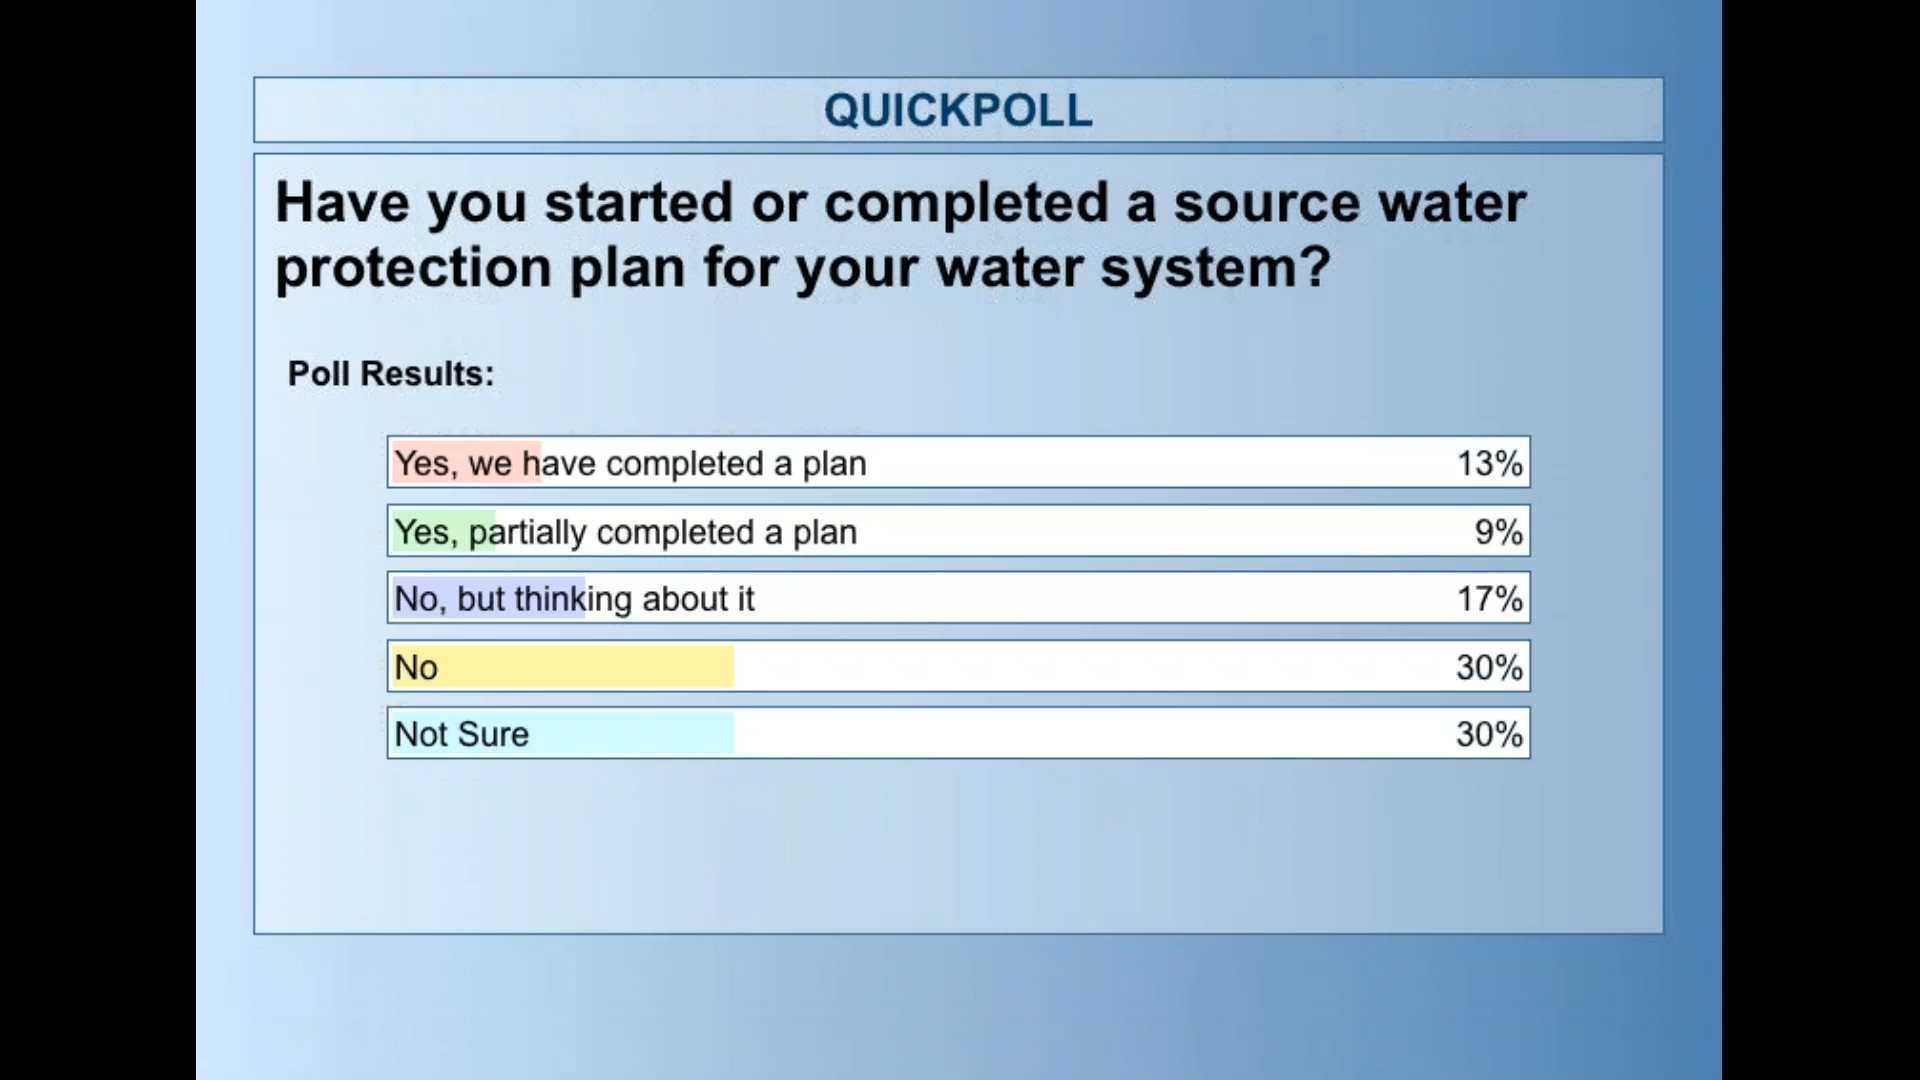 QUICKPOLL
Have you started or completed a source water
protection plan for your water system?
Poll Results:
Yes, we have completed a plan 13%
Yes, partially completed a plan 9%
No, but thinking about it 17%
No 30%
Not Sure 30%